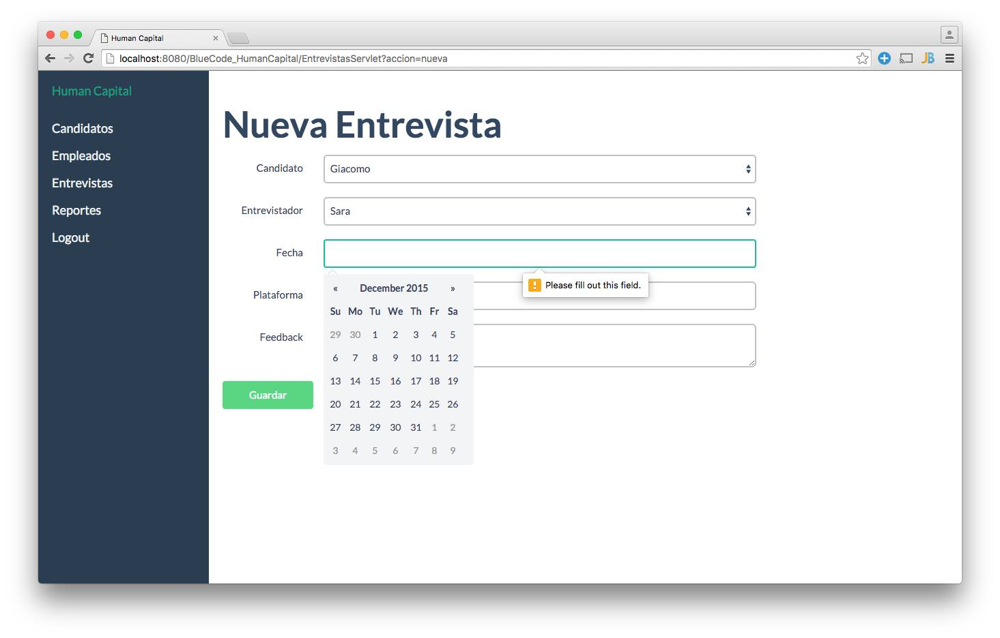 Human Capital
localhost:8080/BlueCode_HumanCapital/EntrevistasServlet?accion=nueva
JB
Human Capital
Candidatos
Empleados
Entrevistas
Reportes
Logout
Nueva Entrevista
Candidato Giacomo
Entrevistador Sara
Fecha
Please fill out this field.
Plataforma
Feedback
« December 2015 »
Su Mo Tu We Th Fr Sa
29 30 1 2 3 4 5
6 7 8 9 10 11 12
13 14 15 16 17 18 19
20 21 22 23 24 25 26
27 28 29 30 31 1 2
3 4 5 6 7 8 9
Guardar